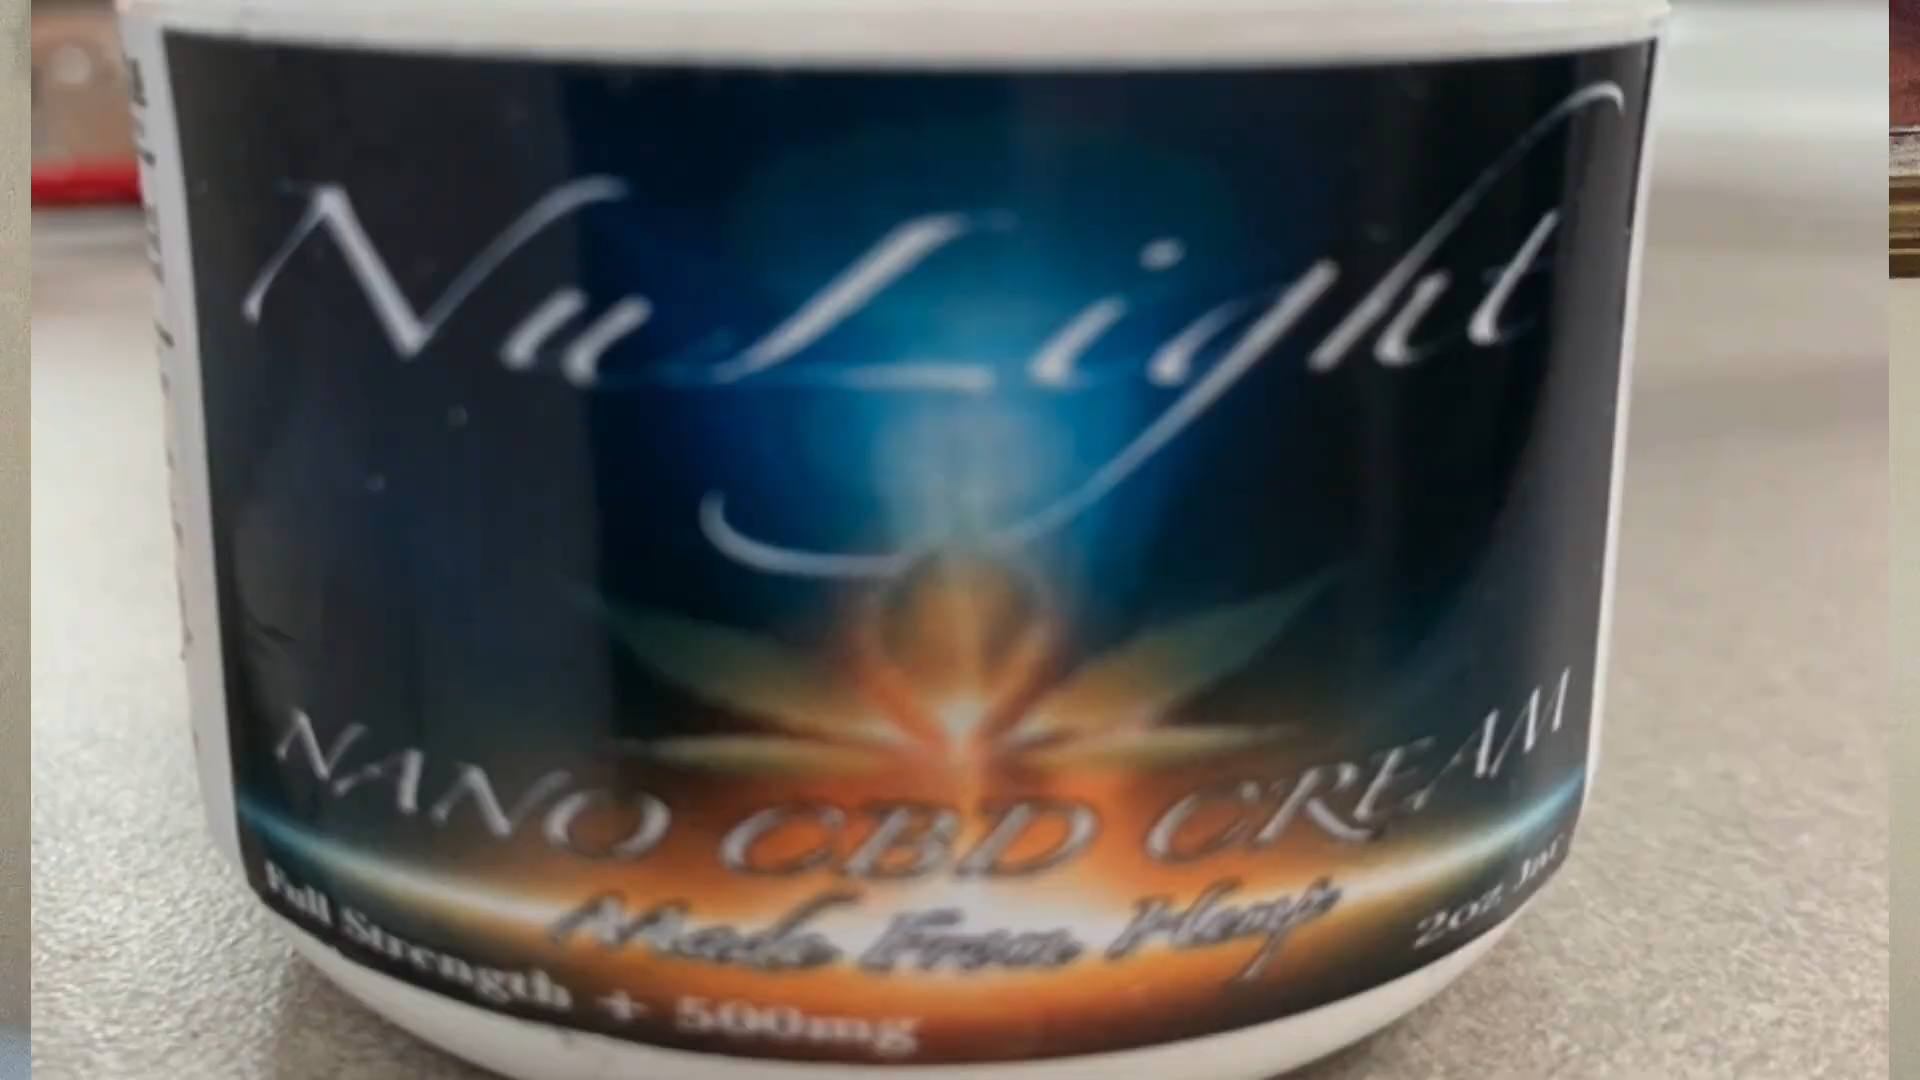 NuLight
NANO CBD CREAM
Made From Hemp
Full Strength + 500mg
2oz Jar